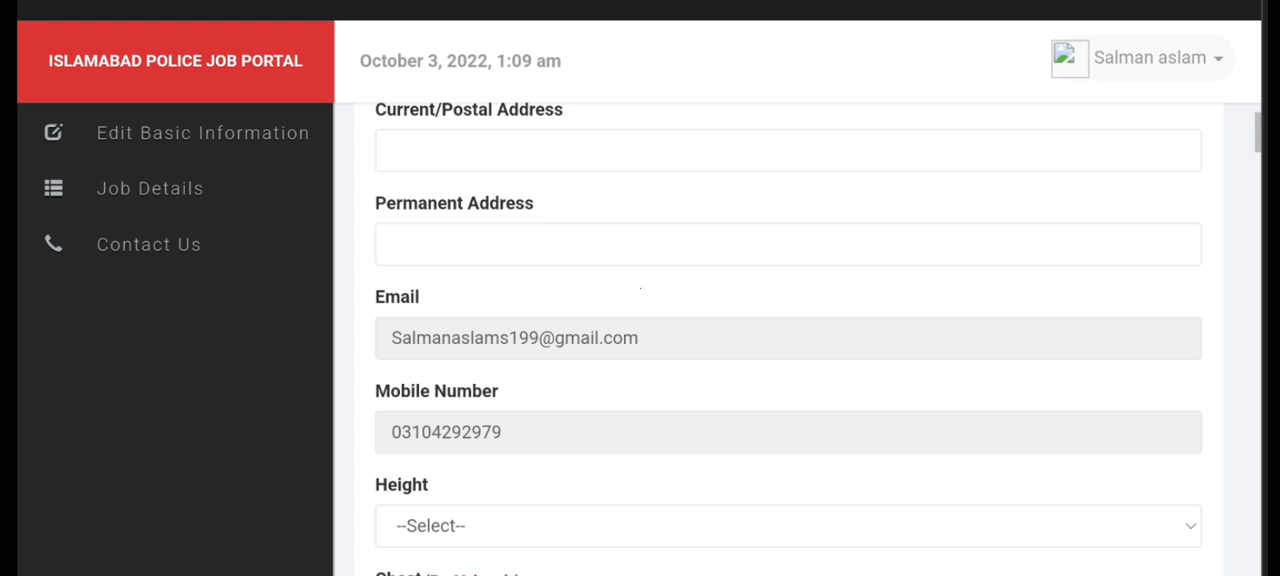 ISLAMABAD POLICE JOB PORTAL
October 3, 2022, 1:09 am
Salman aslam
Edit Basic Information
Job Details
Contact Us
Current/Postal Address
Permanent Address
Email
Salmanaslams199@gmail.com
Mobile Number
03104292979
Height
--Select--